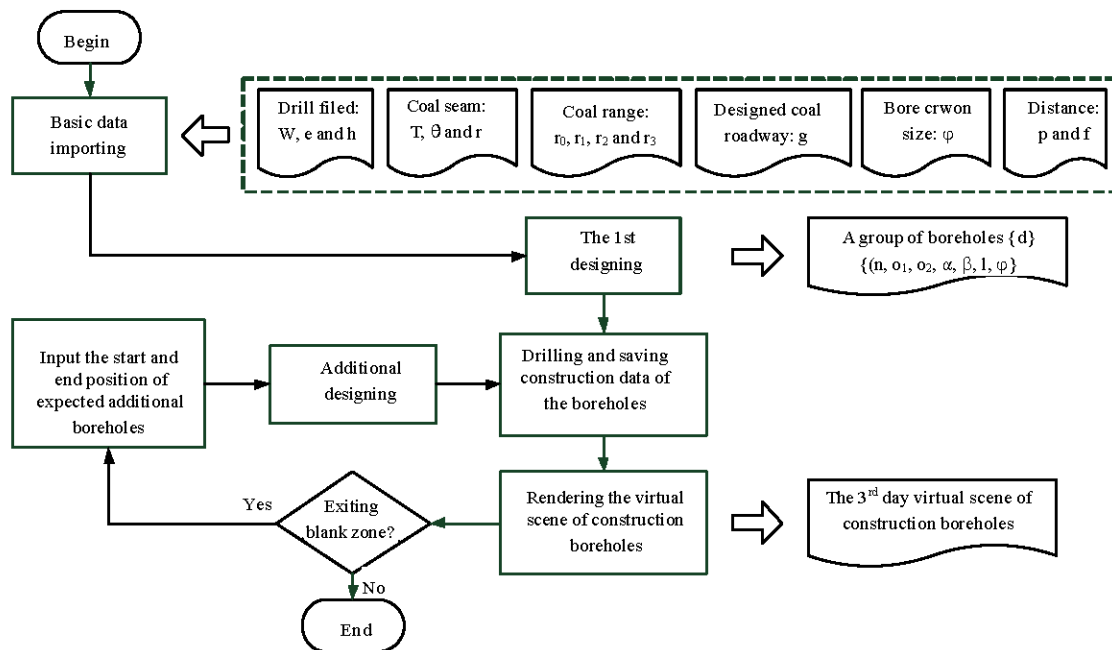 Begin
Basic data
importing
Drill filed:
W, e and h
Coal seam:
T, θ and r
Coal range:
r₀, r₁, r₂ and r₃
Designed coal
roadway: g
Bore crwon
size: φ
Distance:
p and f
The 1st
designing
A group of boreholes {d}
{(n, o₁, o₂, α, β, l, φ}
Input the start and
end position of
expected additional
boreholes
Additional
designing
Drilling and saving
construction data of
the boreholes
Yes
Exiting
blank zone?
Rendering the virtual
scene of construction
boreholes
The 3ʳᵈ day virtual scene of
construction boreholes
No
End